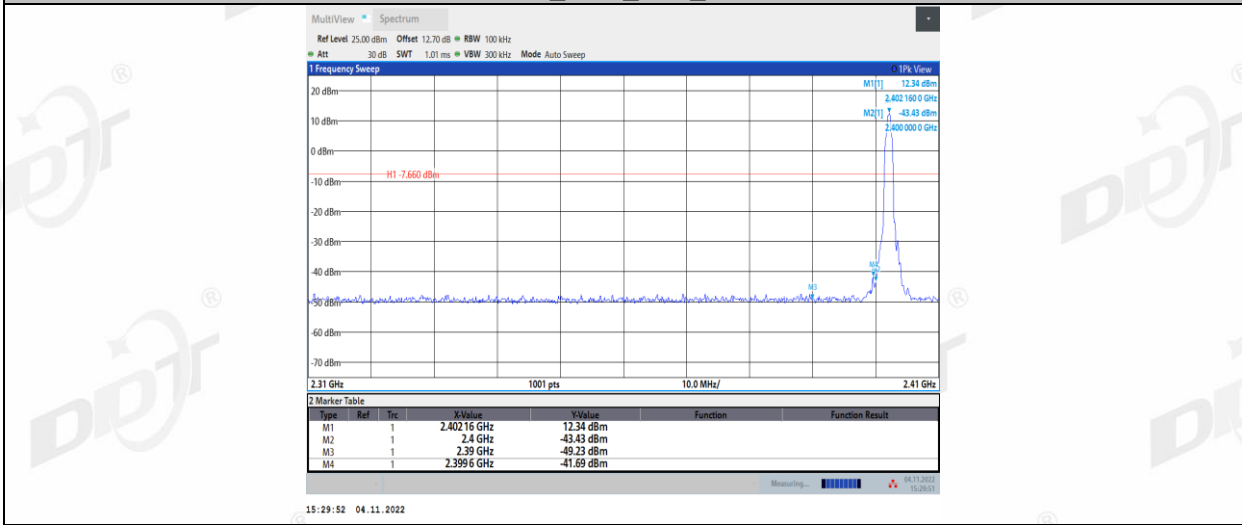 MultiView Spectrum
Ref Level 25.00 dBm Offset 12.70 dB RBW 100 kHz
Att 30 dB SWT 1.01 ms VBW 300 kHz Mode Auto Sweep
1 Frequency Sweep 1Pk View
M1[1] 12.34 dBm
2.402 160 0 GHz
M2[1] -43.43 dBm
2.400 000 0 GHz
20 dBm
10 dBm
0 dBm
H1 -7.660 dBm
-10 dBm
-20 dBm
-30 dBm
-40 dBm
M4
M3
-50 dBm
-60 dBm
-70 dBm
2.31 GHz 1001 pts 10.0 MHz/ 2.41 GHz
2 Marker Table
Type Ref Trc X-Value Y-Value Function Function Result
M1 1 2.40216 GHz 12.34 dBm
M2 1 2.4 GHz -43.43 dBm
M3 1 2.39 GHz -49.23 dBm
M4 1 2.3996 GHz -41.69 dBm
Measuring... 04.11.2022
15:29:51
15:29:52 04.11.2022
DDT
®
DDT
®
DDT
®
DDT
®